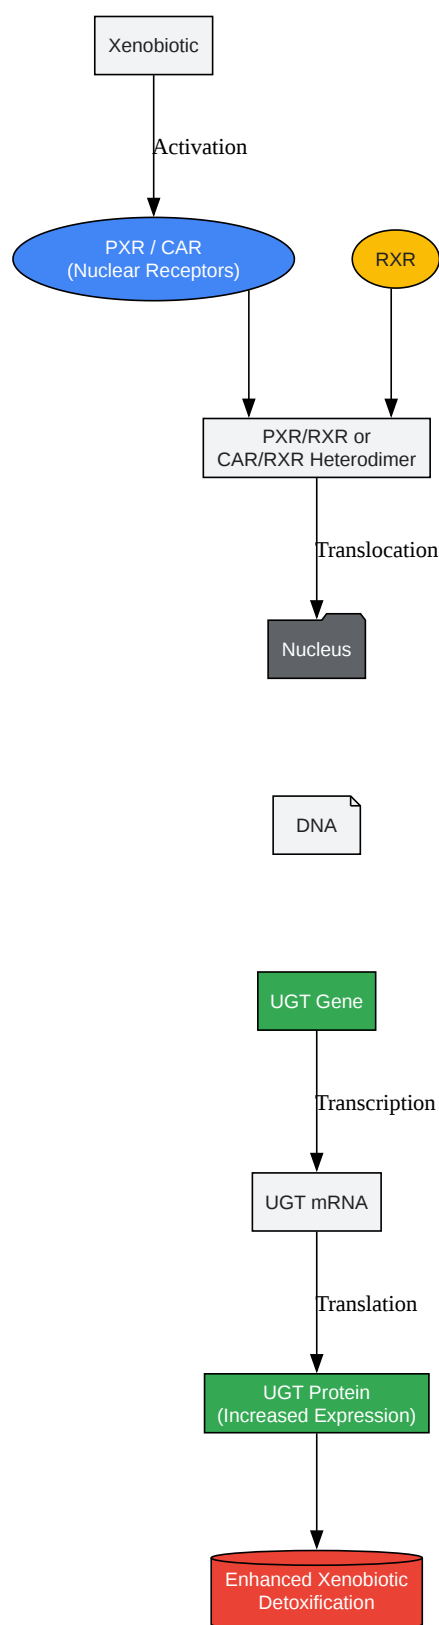 Xenobiotic
Activation
PXR / CAR
(Nuclear Receptors)
RXR
PXR/RXR or
CAR/RXR Heterodimer
Translocation
Nucleus
DNA
UGT Gene
Transcription
UGT mRNA
Translation
UGT Protein
(Increased Expression)
Enhanced Xenobiotic
Detoxification